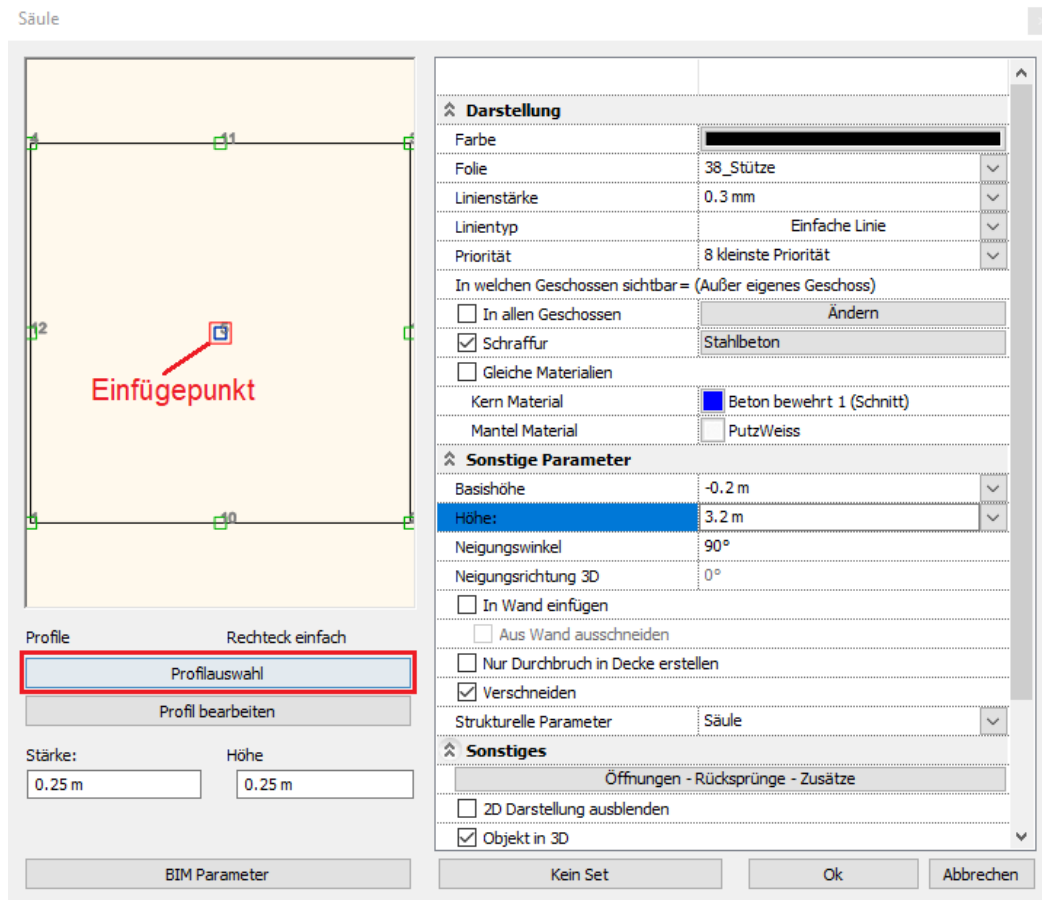 Säule
4
11
12
Einfügepunkt
10
Profile Rechteck einfach
Profilauswahl
Profil bearbeiten
Stärke: Höhe
0.25 m 0.25 m
BIM Parameter
Darstellung
Farbe
Folie 38_Stütze
Linienstärke 0.3 mm
Linientyp Einfache Linie
Priorität 8 kleinste Priorität
In welchen Geschossen sichtbar= (Außer eigenes Geschoss)
In allen Geschossen Ändern
Schraffur Stahlbeton
Gleiche Materialien
Kern Material Beton bewehrt 1 (Schnitt)
Mantel Material PutzWeiss
Sonstige Parameter
Basishöhe -0.2 m
Höhe: 3.2 m
Neigungswinkel 90°
Neigungsrichtung 3D 0°
In Wand einfügen
Aus Wand ausschneiden
Nur Durchbruch in Decke erstellen
Verschneiden
Strukturelle Parameter Säule
Sonstiges
Öffnungen - Rücksprünge - Zusätze
2D Darstellung ausblenden
Objekt in 3D
Kein Set Ok Abbrechen